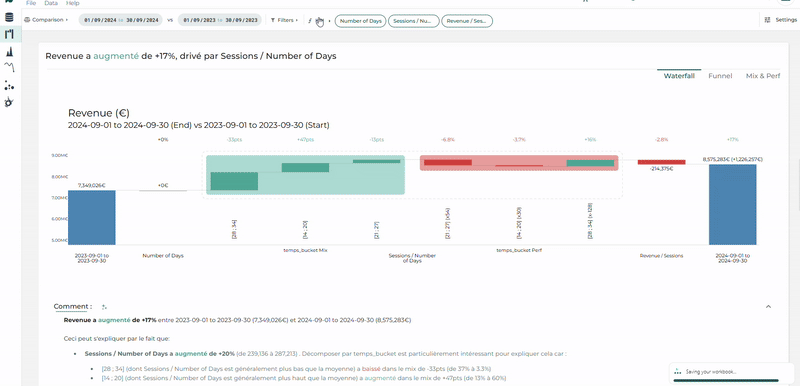 File Data Help
Comparison 01/09/2024 to 30/09/2024 vs 01/09/2023 to 30/09/2023 Filters Number of Days Sessions / Nu... Revenue / Ses... Settings
Revenue a augmenté de +17%, drivé par Sessions / Number of Days
Waterfall Funnel Mix & Perf
Revenue (€)
2024-09-01 to 2024-09-30 (End) vs 2023-09-01 to 2023-09-30 (Start)
+0% -33pts +47pts -13pts -6.8% -3.7% +16% -2.8% +17%
9.00M€
8.00M€
7.00M€
6.00M€
5.00M€
7,349,026€
+0€
-214,375€
8,575,283€ (+1,226,257€)
[28 ; 34]
[14 ; 20]
[21 ; 27]
[21 ; 27] (x54)
[14 ; 20] (x30)
[28 ; 34] (x-128)
temps_bucket Mix
temps_bucket Perf
2023-09-01 to
2023-09-30
Number of Days
Sessions / Number
of Days
Revenue / Sessions
2024-09-01 to
2024-09-30
Comment :
Revenue a augmenté de +17% entre 2023-09-01 to 2023-09-30 (7,349,026€) et 2024-09-01 to 2024-09-30 (8,575,283€)
Ceci peut s'expliquer par le fait que:
• Sessions / Number of Days a augmenté de +20% (de 239,136 à 287,213) . Décomposer par temps_bucket est particulièrement intéressant pour expliquer cela car :
• [28 ; 34] (dont Sessions / Number of Days est généralement plus bas que la moyenne) a baissé dans le mix de -33pts (de 37% à 3.3%)
• [14 ; 20] (dont Sessions / Number of Days est généralement plus haut que la moyenne) a augmenté dans le mix de +47pts (de 13% à 60%)
Saving your workbook...